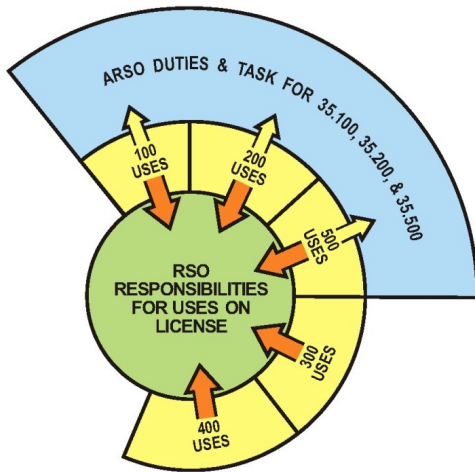 ARSO DUTIES & TASK FOR 35.100, 35.200, & 35.500
100
USES
200
USES
500
USES
300
USES
400
USES
RSO
RESPONSIBILITIES
FOR USES ON
LICENSE